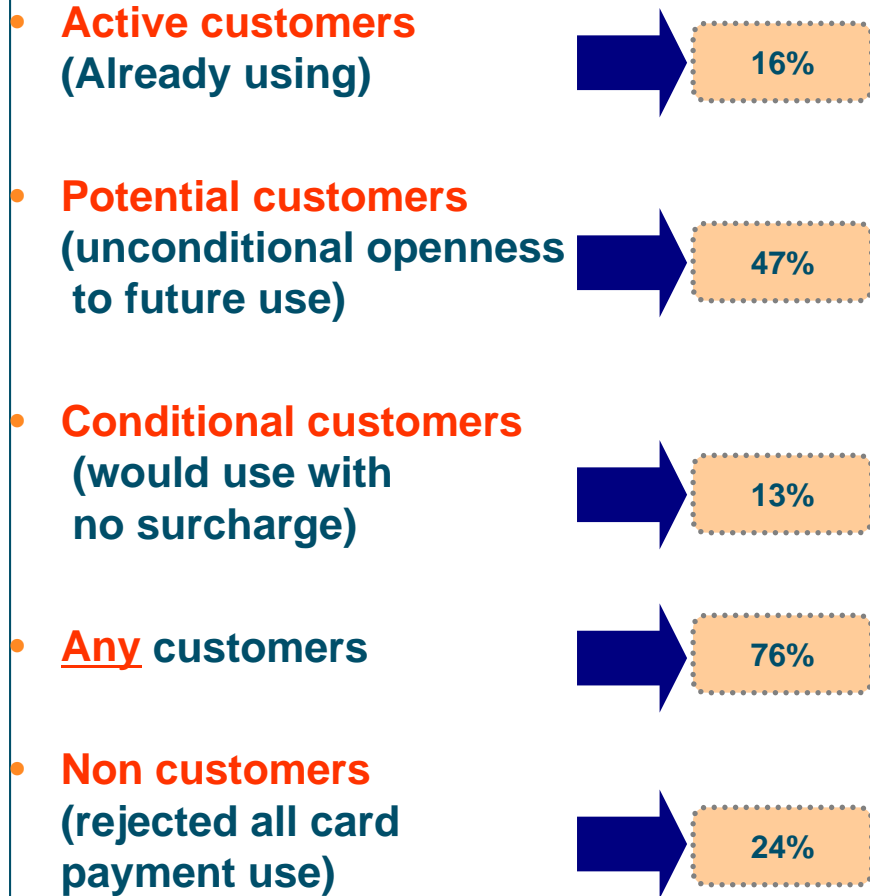 • Active customers
(Already using)
16%
• Potential customers
(unconditional openness
to future use)
47%
• Conditional customers
(would use with
no surcharge)
13%
• Any customers
76%
• Non customers
(rejected all card
payment use)
24%